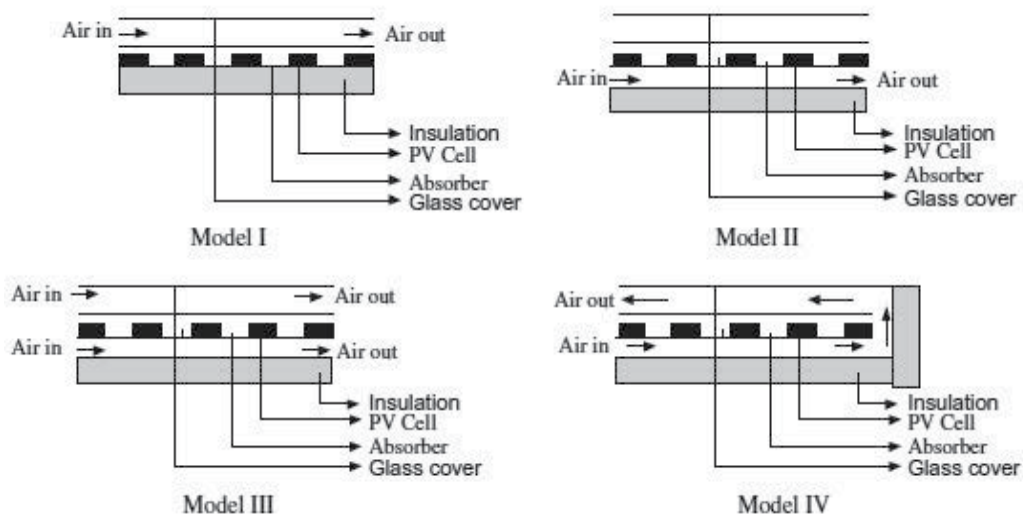 Air in
Air out
Insulation
PV Cell
Absorber
Glass cover
Model I
Air in
Air out
Insulation
PV Cell
Absorber
Glass cover
Model II
Air in
Air out
Air in
Air out
Insulation
PV Cell
Absorber
Glass cover
Model III
Air out
Air in
Insulation
PV Cell
Absorber
Glass cover
Model IV